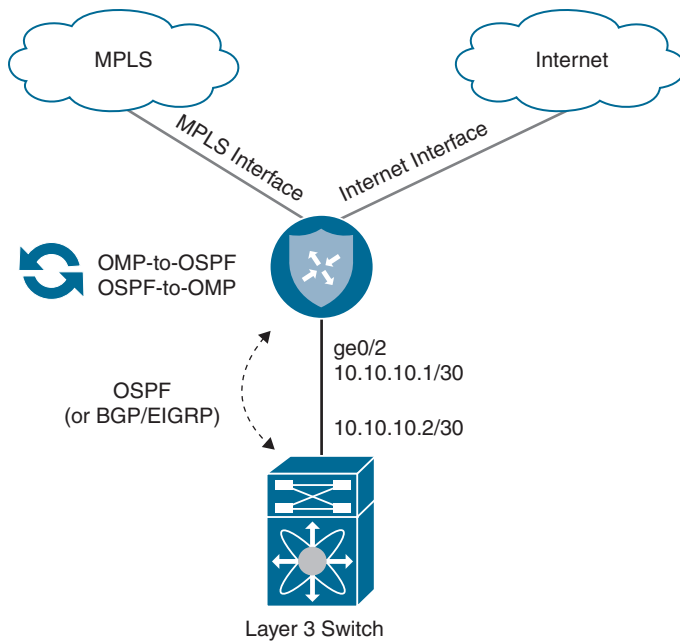 MPLS
Internet
MPLS Interface
Internet Interface
OMP-to-OSPF
OSPF-to-OMP
ge0/2
10.10.10.1/30
OSPF
(or BGP/EIGRP)
10.10.10.2/30
Layer 3 Switch